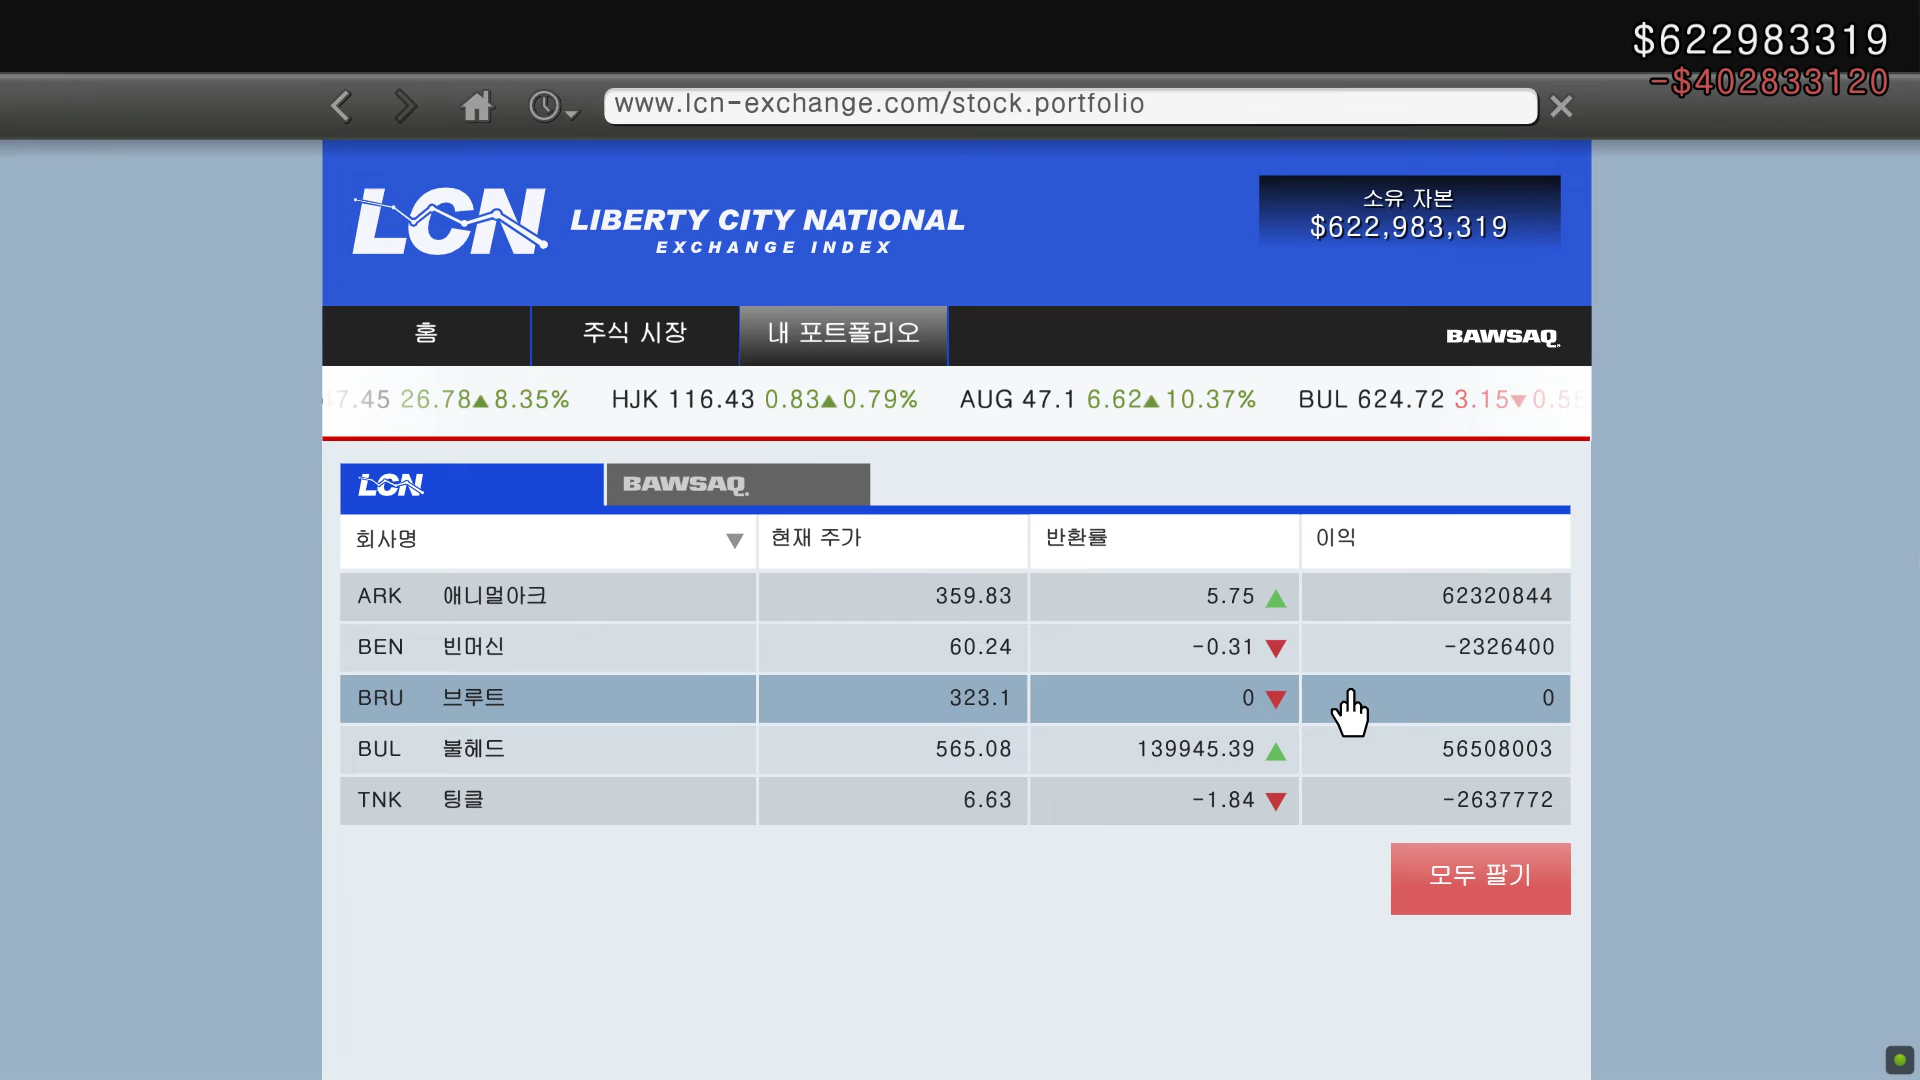 $622983319
-$402833120
www.lcn-exchange.com/stock.portfolio
LCN LIBERTY CITY NATIONAL
EXCHANGE INDEX
소유 자본
$622,983,319
홈 주식 시장 내 포트폴리오 BAWSAQ
7.45 26.78▲8.35% HJK 116.43 0.83▲0.79% AUG 47.1 6.62▲10.37% BUL 624.72 3.15▼0.5
LCN BAWSAQ
회사명 ▼ 현재 주가 반환률 이익
ARK 애니멀아크 359.83 5.75 ▲ 62320844
BEN 빈머신 60.24 -0.31 ▼ -2326400
BRU 브루트 323.1 0 ▼ 0
BUL 불헤드 565.08 139945.39 ▲ 56508003
TNK 팅클 6.63 -1.84 ▼ -2637772
모두 팔기